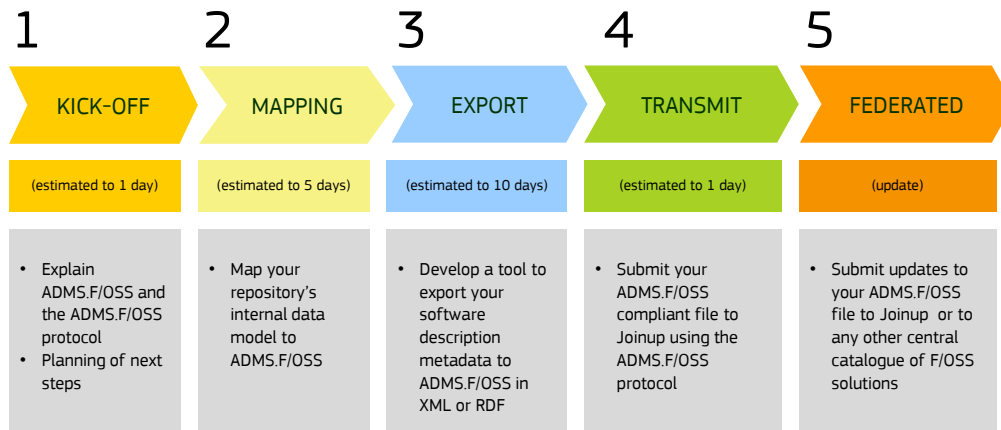 1
KICK-OFF
(estimated to 1 day)
• Explain
ADMS.F/OSS and
the ADMS.F/OSS
protocol
• Planning of next
steps
2
MAPPING
(estimated to 5 days)
• Map your
repository's
internal data
model to
ADMS.F/OSS
3
EXPORT
(estimated to 10 days)
• Develop a tool to
export your
software
description
metadata to
ADMS.F/OSS in
XML or RDF
4
TRANSMIT
(estimated to 1 day)
• Submit your
ADMS.F/OSS
compliant file to
Joinup using the
ADMS.F/OSS
protocol
5
FEDERATED
(update)
• Submit updates to
your ADMS.F/OSS
file to Joinup or to
any other central
catalogue of F/OSS
solutions